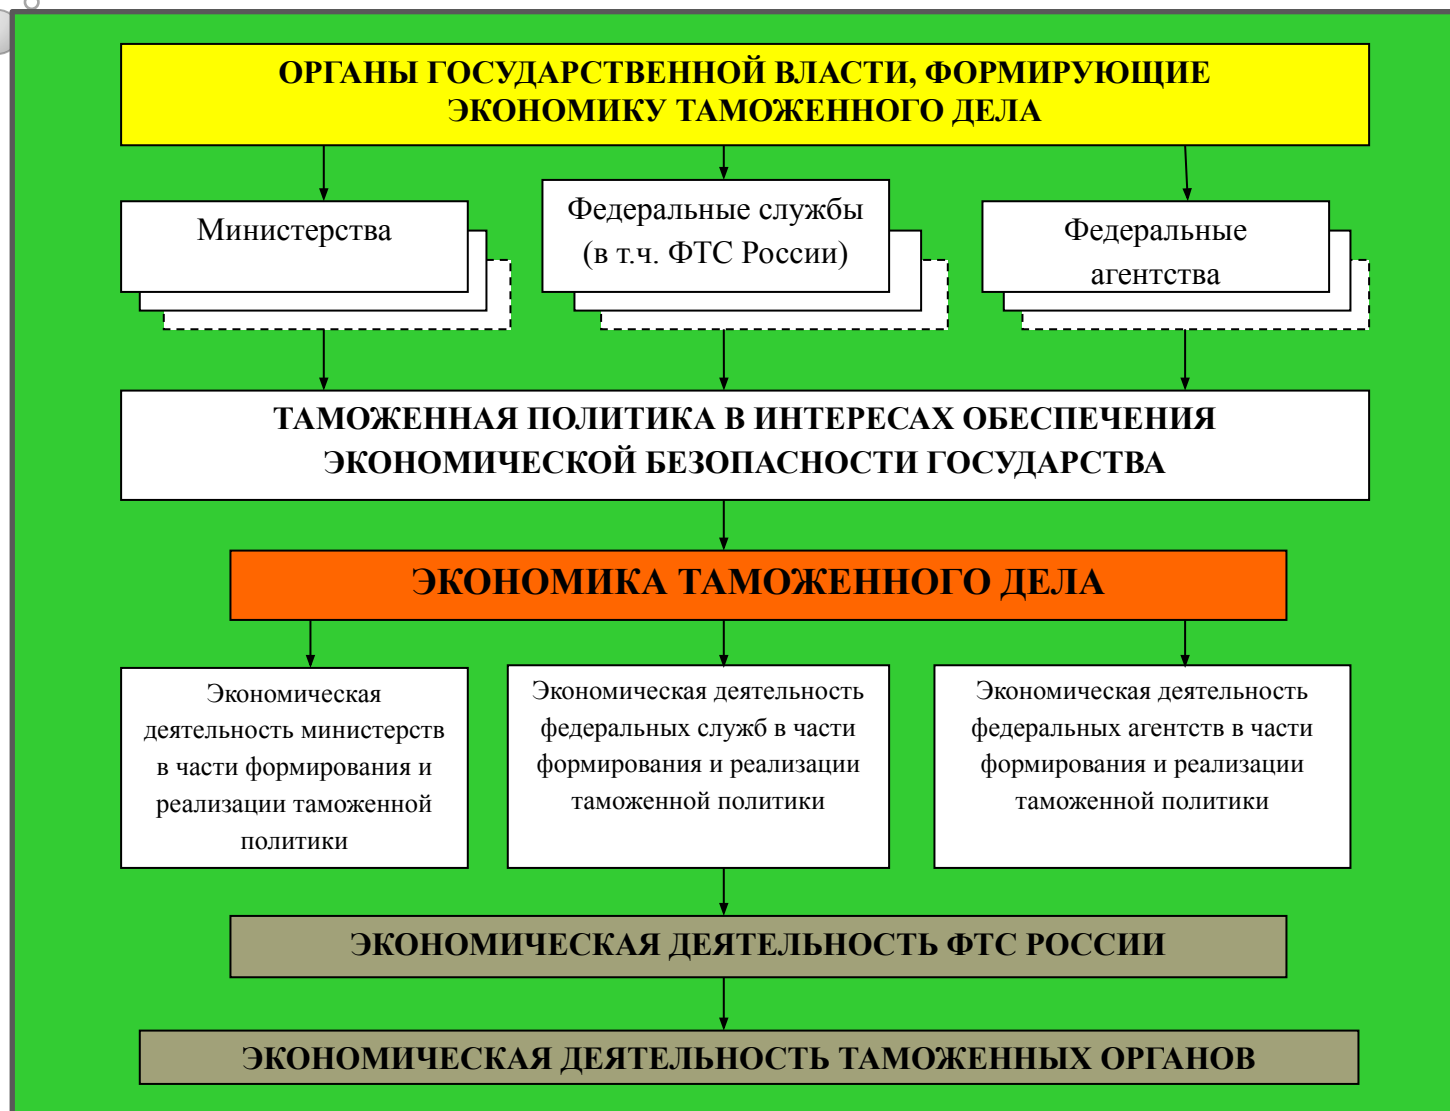 ОРГАНЫ ГОСУДАРСТВЕННОЙ ВЛАСТИ, ФОРМИРУЮЩИЕ
ЭКОНОМИКУ ТАМОЖЕННОГО ДЕЛА
Министерства
Федеральные службы
(в т.ч. ФТС России)
Федеральные
агентства
ТАМОЖЕННАЯ ПОЛИТИКА В ИНТЕРЕСАХ ОБЕСПЕЧЕНИЯ
ЭКОНОМИЧЕСКОЙ БЕЗОПАСНОСТИ ГОСУДАРСТВА
ЭКОНОМИКА ТАМОЖЕННОГО ДЕЛА
Экономическая
деятельность министерств
в части формирования и
реализации таможенной
политики
Экономическая деятельность
федеральных служб в части
формирования и реализации
таможенной политики
Экономическая деятельность
федеральных агентств в части
формирования и реализации
таможенной политики
ЭКОНОМИЧЕСКАЯ ДЕЯТЕЛЬНОСТЬ ФТС РОССИИ
ЭКОНОМИЧЕСКАЯ ДЕЯТЕЛЬНОСТЬ ТАМОЖЕННЫХ ОРГАНОВ